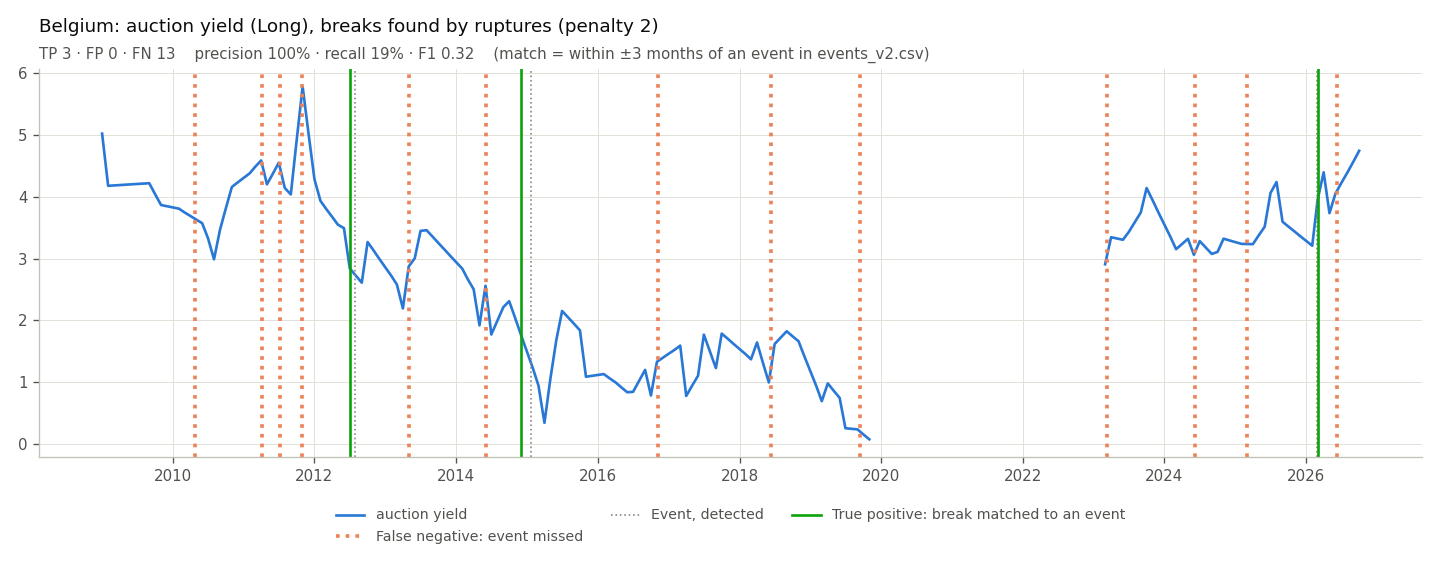 Belgium: auction yield (Long), breaks found by ruptures (penalty 2)
TP 3 · FP 0 · FN 13    precision 100% · recall 19% · F1 0.32    (match = within ±3 months of an event in events_v2.csv)
6
5
4
3
2
1
0
2010 2012 2014 2016 2018 2020 2022 2024 2026
auction yield
Event, detected
True positive: break matched to an event
False negative: event missed